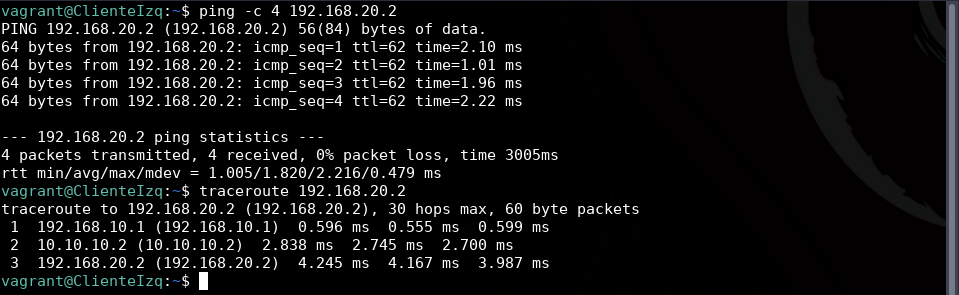 vagrant@ClienteIzq:~$ ping -c 4 192.168.20.2
PING 192.168.20.2 (192.168.20.2) 56(84) bytes of data.
64 bytes from 192.168.20.2: icmp_seq=1 ttl=62 time=2.10 ms
64 bytes from 192.168.20.2: icmp_seq=2 ttl=62 time=1.01 ms
64 bytes from 192.168.20.2: icmp_seq=3 ttl=62 time=1.96 ms
64 bytes from 192.168.20.2: icmp_seq=4 ttl=62 time=2.22 ms

--- 192.168.20.2 ping statistics ---
4 packets transmitted, 4 received, 0% packet loss, time 3005ms
rtt min/avg/max/mdev = 1.005/1.820/2.216/0.479 ms
vagrant@ClienteIzq:~$ traceroute 192.168.20.2
traceroute to 192.168.20.2 (192.168.20.2), 30 hops max, 60 byte packets
 1  192.168.10.1 (192.168.10.1)  0.596 ms  0.555 ms  0.599 ms
 2  10.10.10.2 (10.10.10.2)  2.838 ms  2.745 ms  2.700 ms
 3  192.168.20.2 (192.168.20.2)  4.245 ms  4.167 ms  3.987 ms
vagrant@ClienteIzq:~$